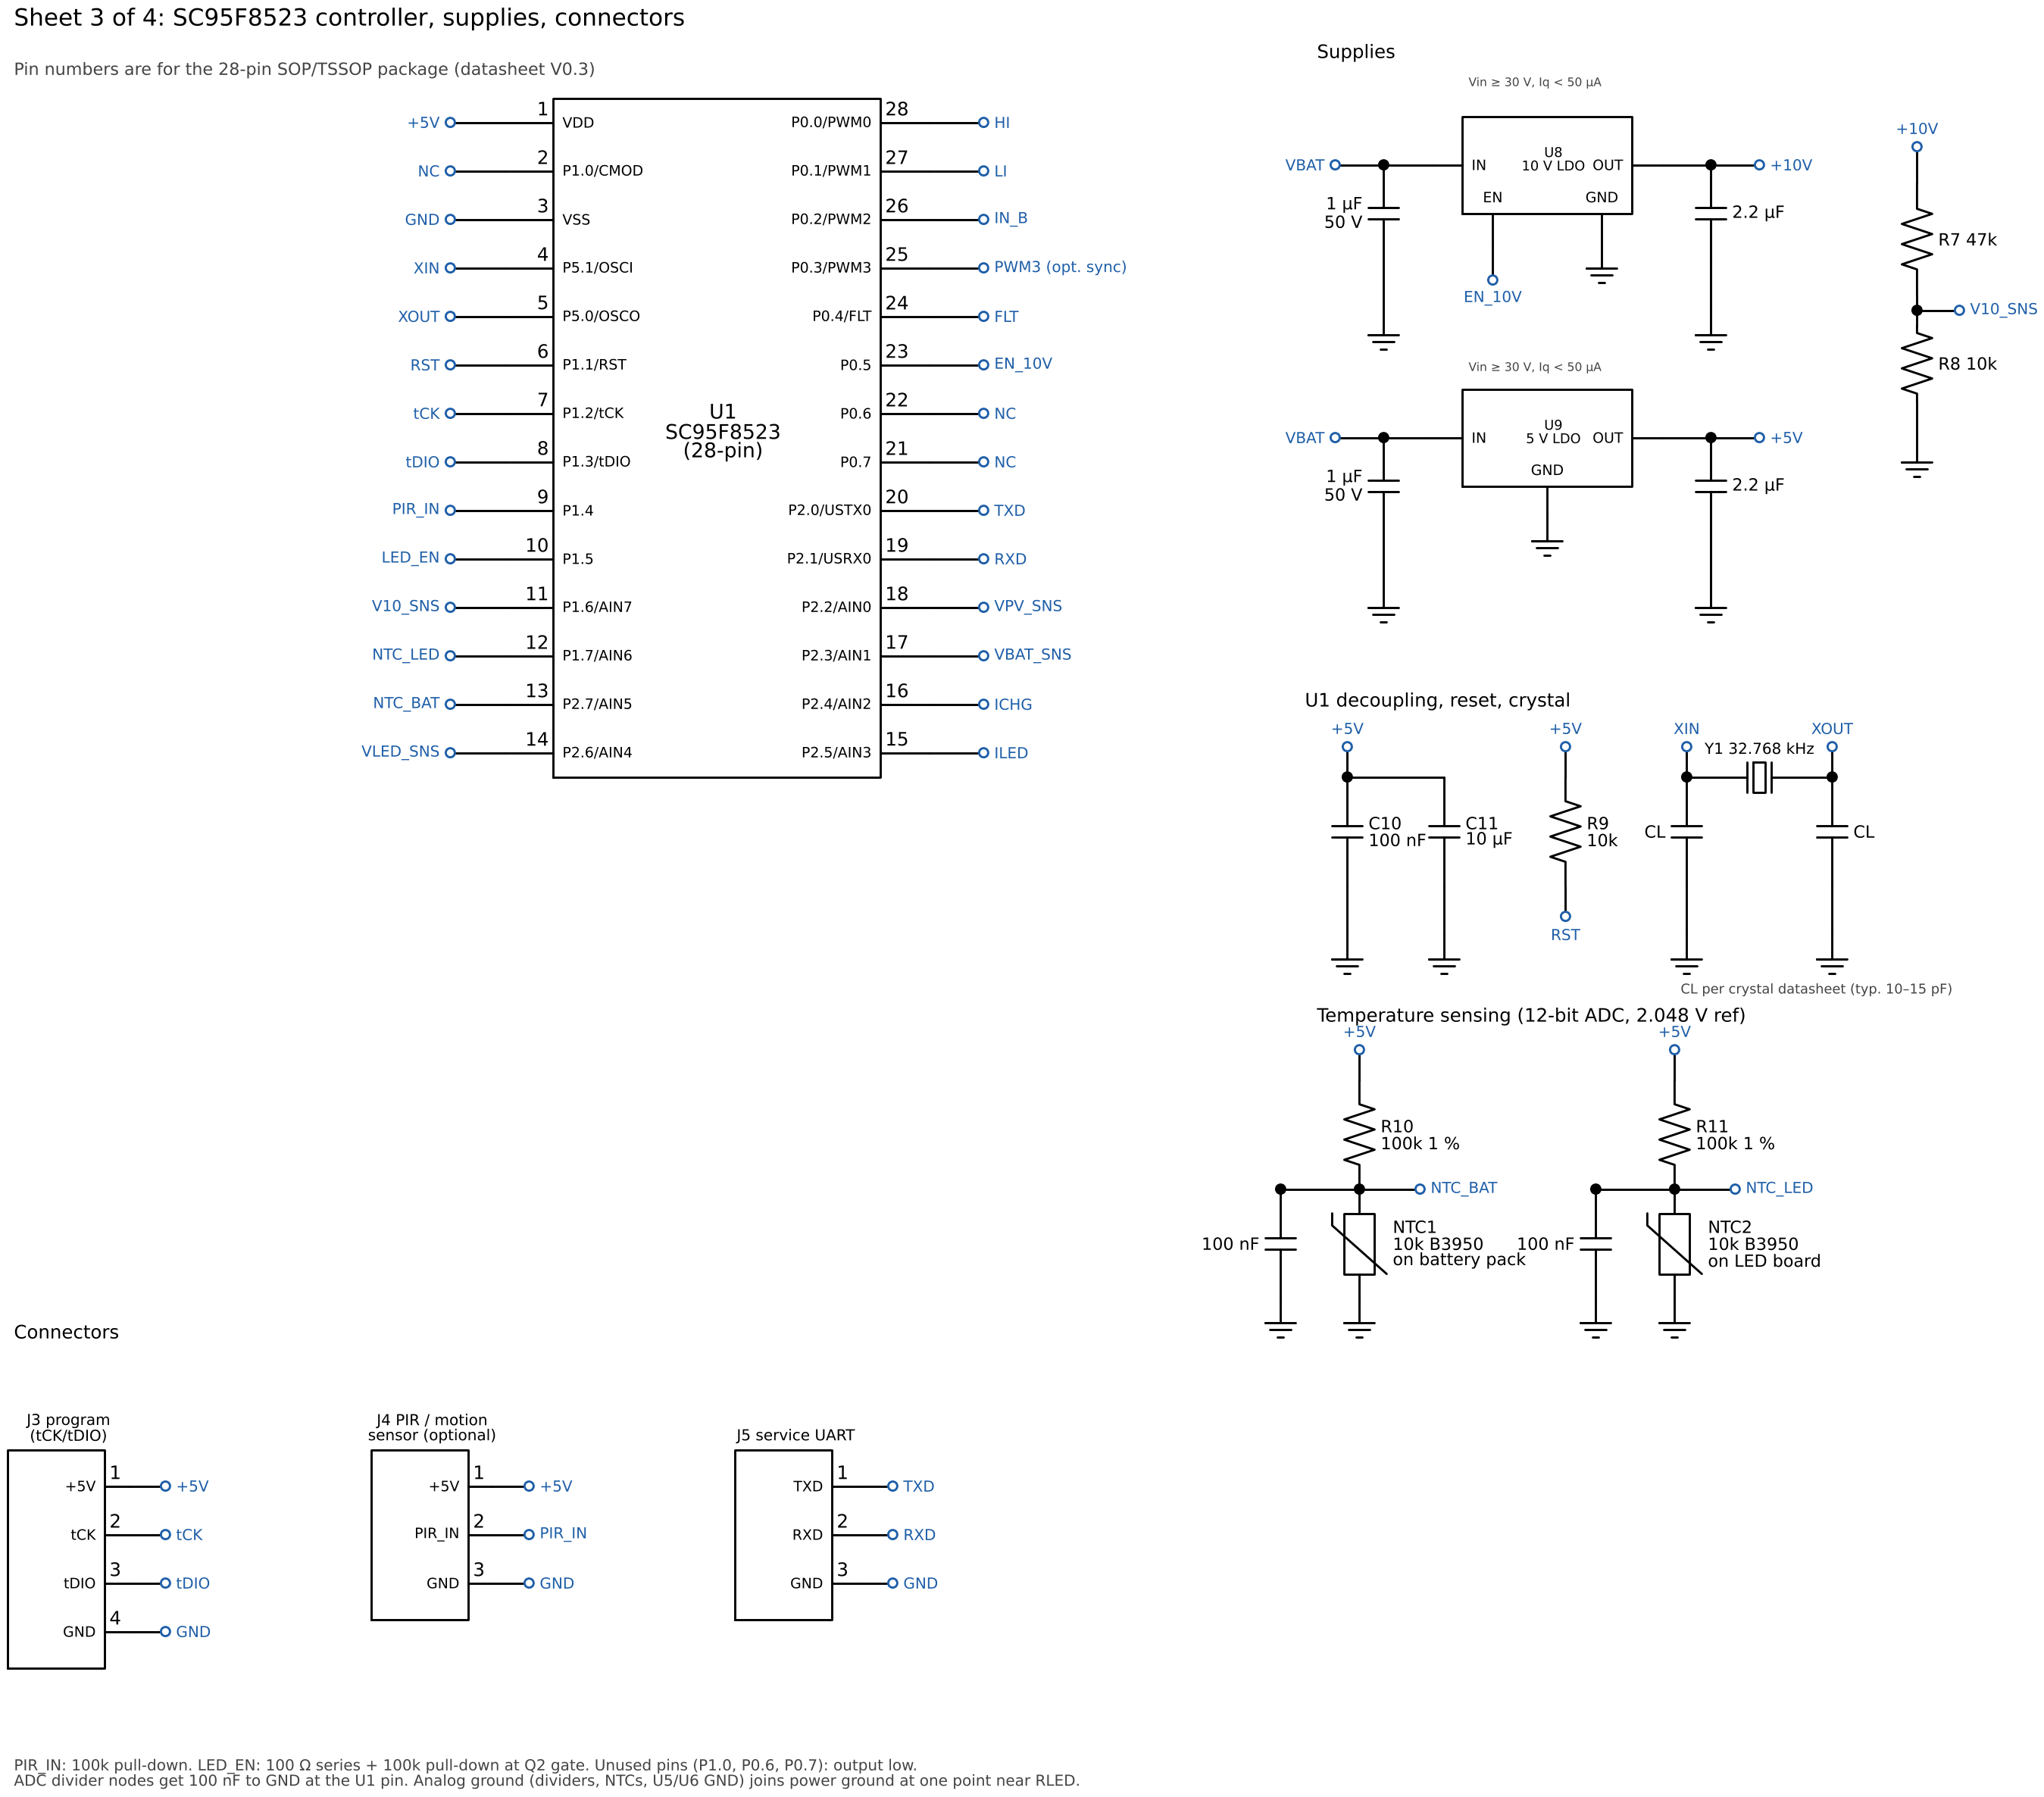 Sheet 3 of 4: SC95F8523 controller, supplies, connectors
Pin numbers are for the 28-pin SOP/TSSOP package (datasheet V0.3)
U1
SC95F8523
(28-pin)
+5V 1 VDD
NC 2 P1.0/CMOD
GND 3 VSS
XIN 4 P5.1/OSCI
XOUT 5 P5.0/OSCO
RST 6 P1.1/RST
tCK 7 P1.2/tCK
tDIO 8 P1.3/tDIO
PIR_IN 9 P1.4
LED_EN 10 P1.5
V10_SNS 11 P1.6/AIN7
NTC_LED 12 P1.7/AIN6
NTC_BAT 13 P2.7/AIN5
VLED_SNS 14 P2.6/AIN4
P0.0/PWM0 28 HI
P0.1/PWM1 27 LI
P0.2/PWM2 26 IN_B
P0.3/PWM3 25 PWM3 (opt. sync)
P0.4/FLT 24 FLT
P0.5 23 EN_10V
P0.6 22 NC
P0.7 21 NC
P2.0/USTX0 20 TXD
P2.1/USRX0 19 RXD
P2.2/AIN0 18 VPV_SNS
P2.3/AIN1 17 VBAT_SNS
P2.4/AIN2 16 ICHG
P2.5/AIN3 15 ILED
Supplies
Vin ≥ 30 V, Iq < 50 µA
VBAT
1 µF
50 V
U8
IN 10 V LDO OUT
EN GND
EN_10V
+10V
2.2 µF
+10V
R7 47k
V10_SNS
R8 10k
Vin ≥ 30 V, Iq < 50 µA
VBAT
1 µF
50 V
U9
IN 5 V LDO OUT
GND
+5V
2.2 µF
U1 decoupling, reset, crystal
+5V
C10
100 nF
C11
10 µF
+5V
R9
10k
RST
XIN
Y1 32.768 kHz
XOUT
CL
CL
CL per crystal datasheet (typ. 10–15 pF)
Temperature sensing (12-bit ADC, 2.048 V ref)
+5V
R10
100k 1 %
NTC_BAT
100 nF
NTC1
10k B3950
on battery pack
+5V
R11
100k 1 %
NTC_LED
100 nF
NTC2
10k B3950
on LED board
Connectors
J3 program
(tCK/tDIO)
+5V 1 +5V
tCK 2 tCK
tDIO 3 tDIO
GND 4 GND
J4 PIR / motion
sensor (optional)
+5V 1 +5V
PIR_IN 2 PIR_IN
GND 3 GND
J5 service UART
TXD 1 TXD
RXD 2 RXD
GND 3 GND
PIR_IN: 100k pull-down. LED_EN: 100 Ω series + 100k pull-down at Q2 gate. Unused pins (P1.0, P0.6, P0.7): output low.
ADC divider nodes get 100 nF to GND at the U1 pin. Analog ground (dividers, NTCs, U5/U6 GND) joins power ground at one point near RLED.